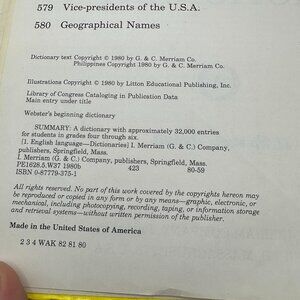 579 Vice-presidents of the U.S.A.
580 Geographical Names
Dictionary text Copyright © 1980 by G. & C. Merriam Co.
Philippines Copyright 1980 by G. & C. Merriam Co.
Illustrations Copyright © 1980 by Litton Educational Publishing, Inc.
Library of Congress Cataloging in Publication Data
Main entry under title
Webster's beginning dictionary
SUMMARY: A dictionary with approximately 32,000 entries
for students in grades four through six.
[1. English language—Dictionaries] I. Merriam (G. & C.)
Company, publishers, Springfield, Mass.
I. Merriam (G. & C.) Company, publishers, Springfield, Mass.
PE1628.5.W37 1980b 423 80-59
ISBN 0-87779-375-1
All rights reserved. No part of this work covered by the copyrights hereon may
be reproduced or copied in any form or by any means—graphic, electronic, or
mechanical, including photocopying, recording, taping, or information storage
and retrieval systems—without written permission of the publisher.
Made in the United States of America
2 3 4 WAK 82 81 80